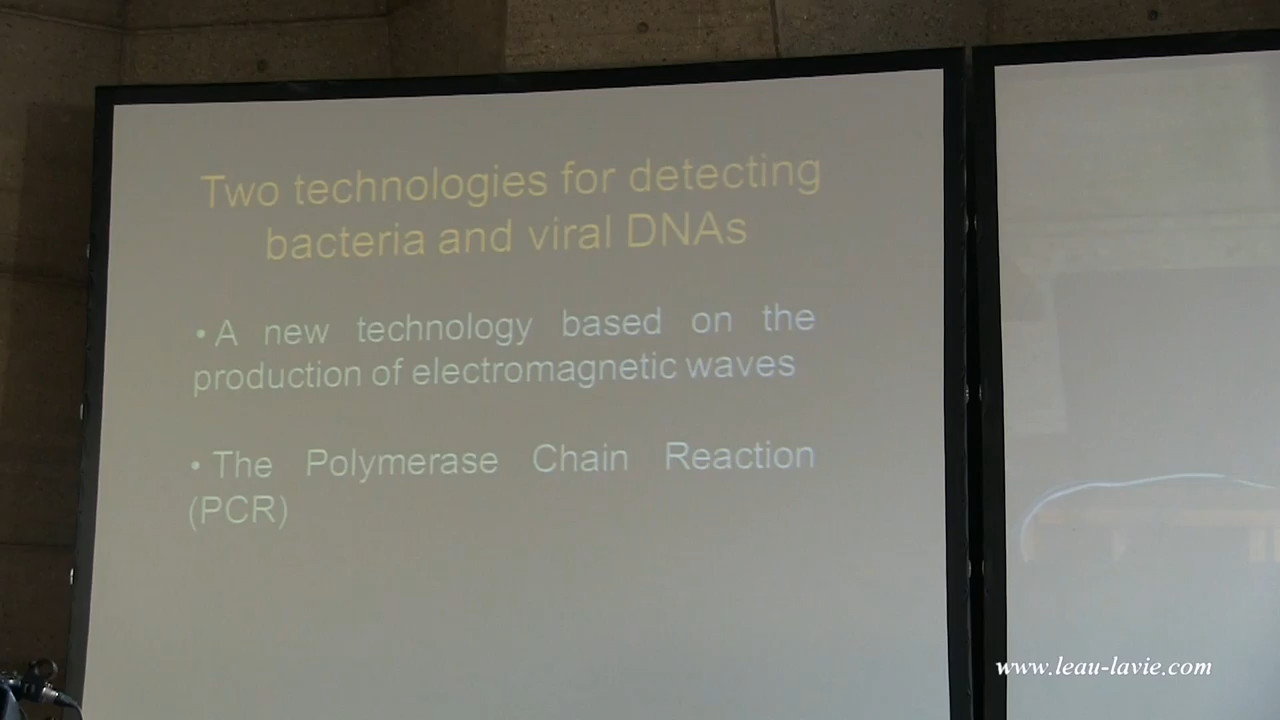 Two technologies for detecting
bacteria and viral DNAs
• A new technology based on the
production of electromagnetic waves
• The Polymerase Chain Reaction
(PCR)
www.leau-lavie.com